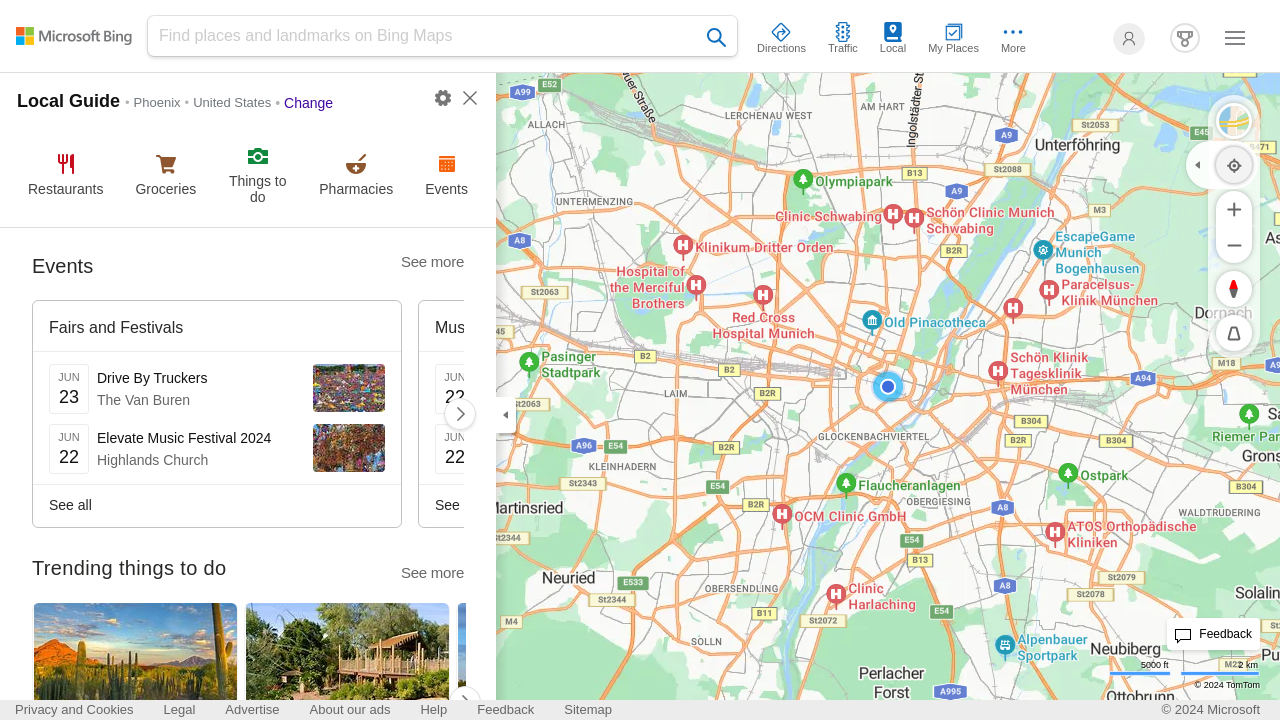 Microsoft Bing
Find places and landmarks on Bing Maps
Directions
Traffic
Local
My Places
More
Local Guide • Phoenix • United States • Change
Restaurants
Groceries
Things to
do
Pharmacies
Events
Events
See more
Fairs and Festivals
JUN
23
Drive By Truckers
The Van Buren
JUN
22
Elevate Music Festival 2024
Highlands Church
See all
Mus
JUN
22
JUN
22
See
Trending things to do
See more
A99
E52
ALLACH
LERCHENAU WEST
AM HART
Ingolstädter St
uer Straße
A9
St2053
E45
B471
Unterföhring
St2088
B13
A9
Olympiapark
UNTERMENZING
M3
Clinic Schwabing
Schön Clinic Munich
Schwabing
A8
Klinikum Dritter Orden
B2R
EscapeGame
Munich
Bogenhausen
Hospital of
the Merciful
Brothers
Paracelsus-
Klinik München
St2063
Red Cross
Hospital Munich
Old Pinacotheca
Dornach
45
Pasinger
Stadtpark
B2
B2
Schön Klinik
Tagesklinik
München
M18
A94
A8
LAIM
B2R
St2063
B304
GLOCKENBACHVIERTEL
B2R
B304
Riemer Par
A96
E54
B2R
KLEINHADERN
Grons
St2343
E54
Flaucheranlagen
Ostpark
B304
Martinsried
B2R
OBERGIESING
A8
WALDTRUDERING
OCM Clinic GmbH
ATOS Orthopädische
Kliniken
St2344
E54
B13
Neuried
E533
OBERSENDLING
Clinic
Harlaching
A8
St2079
St2078
St2344
Solalin
M4
B11
St2072
E54
SOLLN
Alpenbauer
Sportpark
Neubiberg
Perlacher
Forst
A995
Ottobrunn
Feedback
5000 ft
2 km
© 2024 TomTom
Privacy and Cookies
Legal
Advertise
About our ads
Help
Feedback
Sitemap
© 2024 Microsoft